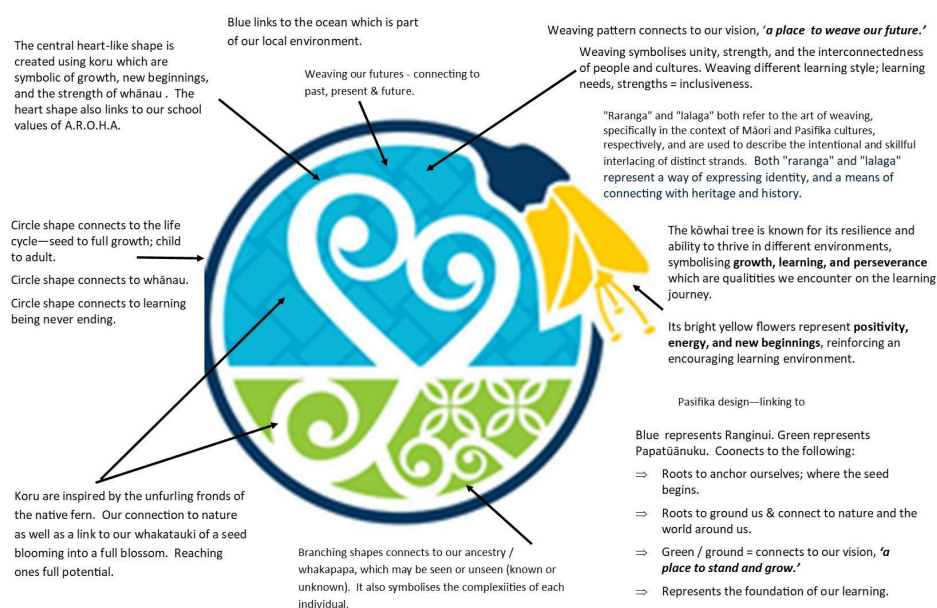 Blue links to the ocean which is part
of our local environment.
The central heart-like shape is
created using koru which are
symbolic of growth, new beginnings,
and the strength of whānau . The
heart shape also links to our school
values of A.R.O.H.A.
Weaving our futures - connecting to
past, present & future.
Weaving pattern connects to our vision, ‘a place  to weave our future.’
Weaving symbolises unity, strength, and the interconnectedness
of people and cultures. Weaving different learning style; learning
needs, strengths = inclusiveness.
"Raranga" and "lalaga" both refer to the art of weaving,
specifically in the context of Māori and Pasifika cultures,
respectively, and are used to describe the intentional and skillful
interlacing of distinct strands. Both "raranga" and "lalaga"
represent a way of expressing identity, and a means of
connecting with heritage and history.
Circle shape connects to the life
cycle—seed to full growth; child
to adult.
Circle shape connects to whānau.
Circle shape connects to learning
being never ending.
The kōwhai tree is known for its resilience and
ability to thrive in different environments,
symbolising growth, learning, and perseverance
which are qualitities we encounter on the learning
journey.
Its bright yellow flowers represent positivity,
energy, and new beginnings, reinforcing an
encouraging learning environment.
Pasifika design—linking to
Blue represents Ranginui. Green represents
Papatūānuku. Coonects to the following:
⇒ Roots to anchor ourselves; where the seed
begins.
⇒ Roots to ground us & connect to nature and the
world around us.
⇒ Green / ground = connects to our vision, ‘a
place to stand and grow.’
⇒ Represents the foundation of our learning.
Koru are inspired by the unfurling fronds of
the native fern. Our connection to nature
as well as a link to our whakatauki of a seed
blooming into a full blossom. Reaching
ones full potential.
Branching shapes connects to our ancestry /
whakapapa, which may be seen or unseen (known or
unknown). It also symbolises the complexiities of each
individual.